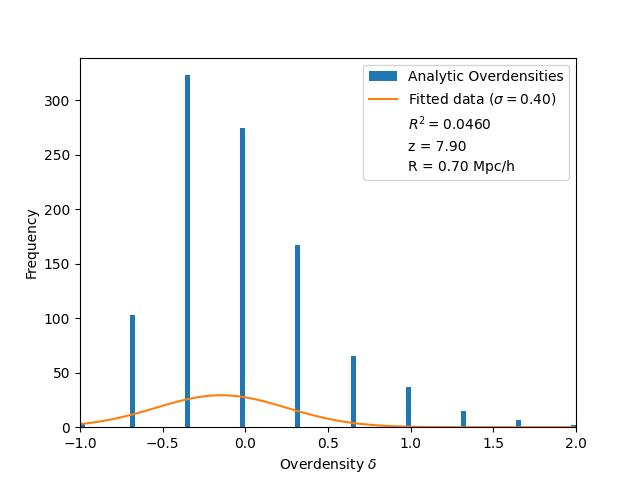 Analytic Overdensities
Fitted data (σ = 0.40)
R² = 0.0460
z = 7.90
R = 0.70 Mpc/h
Frequency
300
250
200
150
100
50
0
−1.0 −0.5 0.0 0.5 1.0 1.5 2.0
Overdensity δ